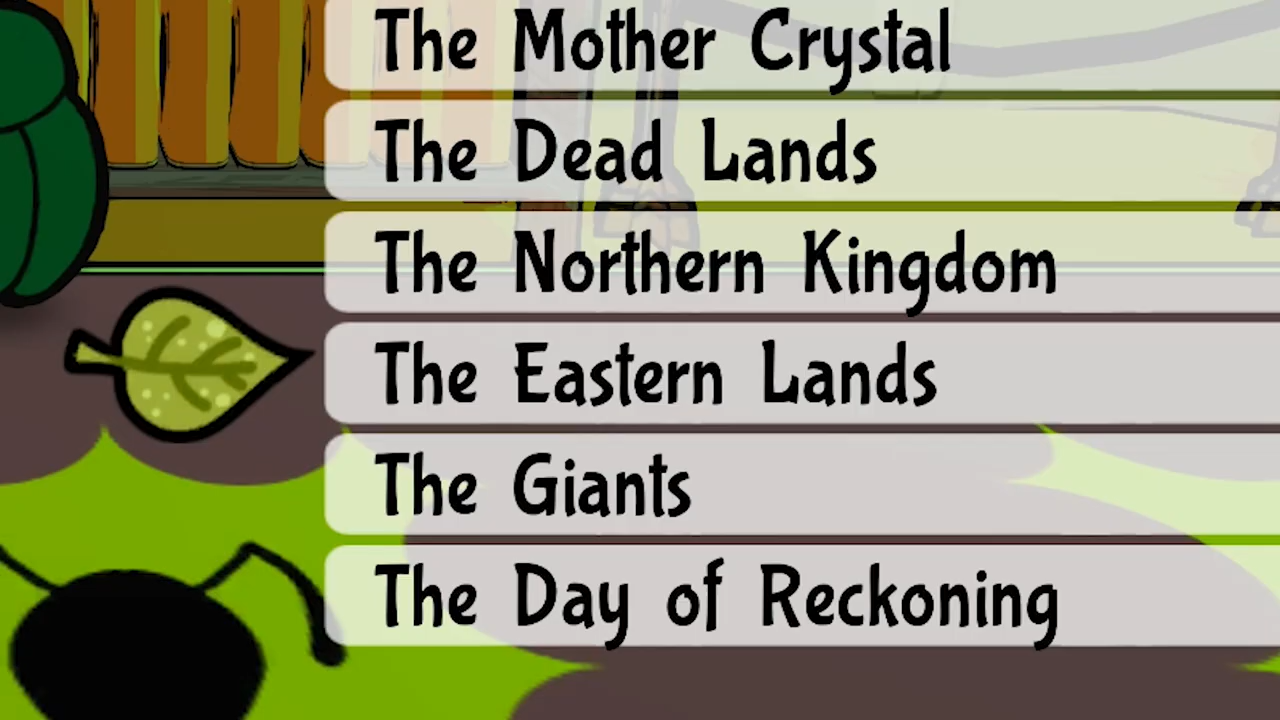 The Mother Crystal
The Dead Lands
The Northern Kingdom
The Eastern Lands
The Giants
The Day of Reckoning